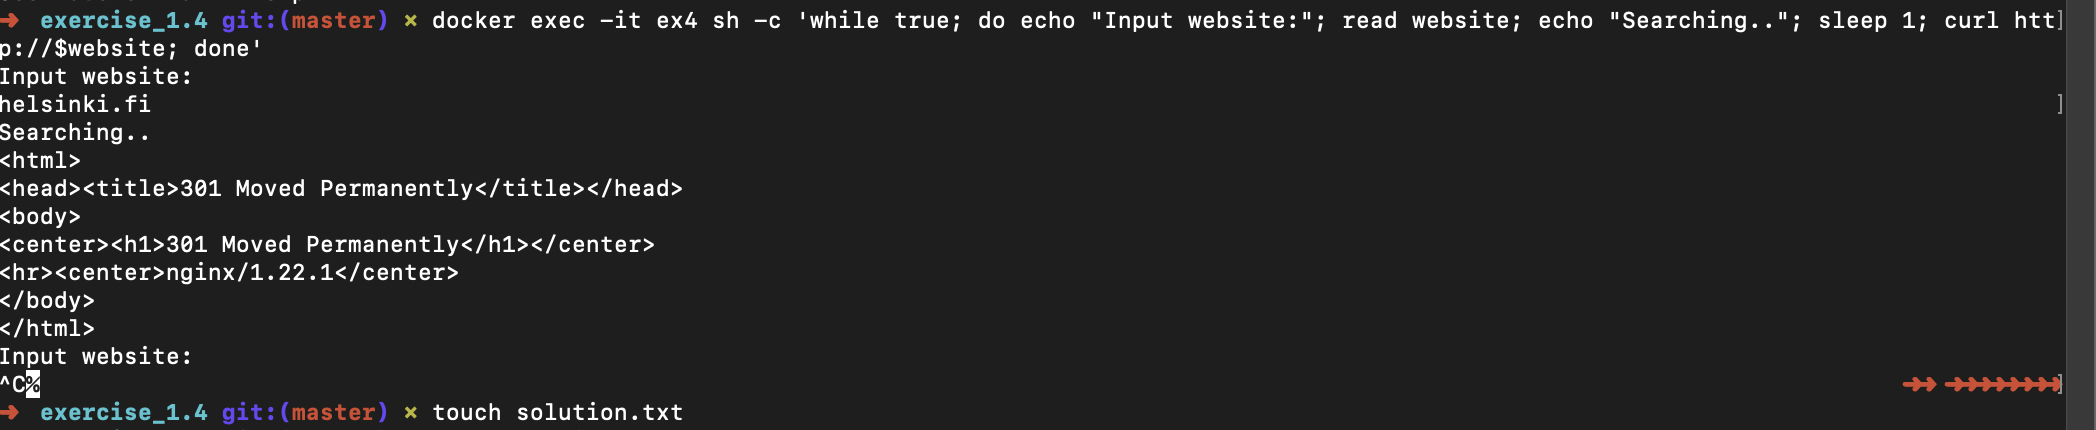 ➜  exercise_1.4 git:(master) × docker exec -it ex4 sh -c 'while true; do echo "Input website:"; read website; echo "Searching.."; sleep 1; curl htt]
p://$website; done'
Input website:
helsinki.fi ]
Searching..
<html>
<head><title>301 Moved Permanently</title></head>
<body>
<center><h1>301 Moved Permanently</h1></center>
<hr><center>nginx/1.22.1</center>
</body>
</html>
Input website:
^C% ]
➜  exercise_1.4 git:(master) × touch solution.txt